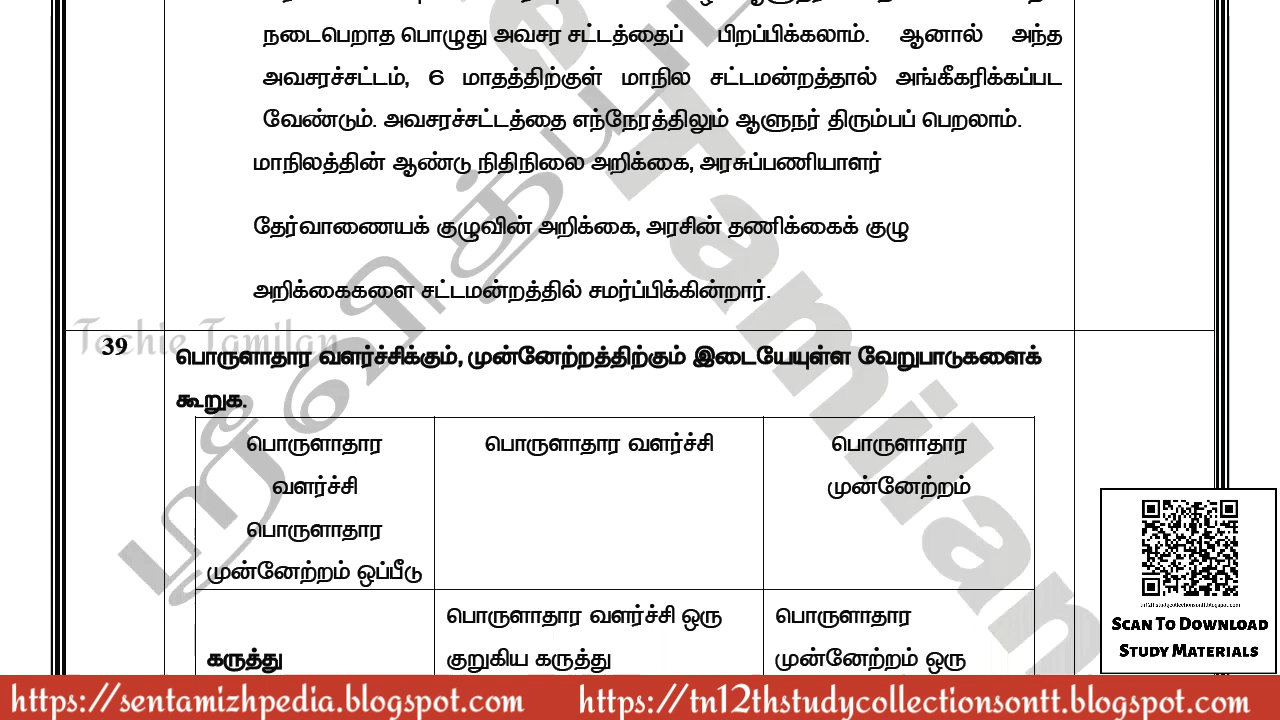 நடைபெறாத பொழுது அவசர சட்டத்தைப் பிறப்பிக்கலாம். ஆனால் அந்த
அவசரச்சட்டம், 6 மாதத்திற்குள் மாநில சட்டமன்றத்தால் அங்கீகரிக்கப்பட
வேண்டும். அவசரச்சட்டத்தை எந்நேரத்திலும் ஆளுநர் திரும்பப் பெறலாம்.
மாநிலத்தின் ஆண்டு நிதிநிலை அறிக்கை, அரசுப்பணியாளர்
தேர்வாணையக் குழுவின் அறிக்கை, அரசின் தணிக்கைக் குழு
அறிக்கைகளை சட்டமன்றத்தில் சமர்ப்பிக்கின்றார்.
Techie Tamilan
39
பொருளாதார வளர்ச்சிக்கும், முன்னேற்றத்திற்கும் இடையேயுள்ள வேறுபாடுகளைக்
கூறுக.
பொருளாதார
வளர்ச்சி
பொருளாதார
முன்னேற்றம் ஒப்பீடு
பொருளாதார வளர்ச்சி
பொருளாதார
முன்னேற்றம்
கருத்து
பொருளாதார வளர்ச்சி ஒரு
குறுகிய கருத்து
பொருளாதார
முன்னேற்றம் ஒரு
tn12thstudycollectionsontt.blogspot.com
SCAN TO DOWNLOAD
STUDY MATERIALS
https://sentamizhpedia.blogspot.com
https://tn12thstudycollectionsontt.blogspot.com